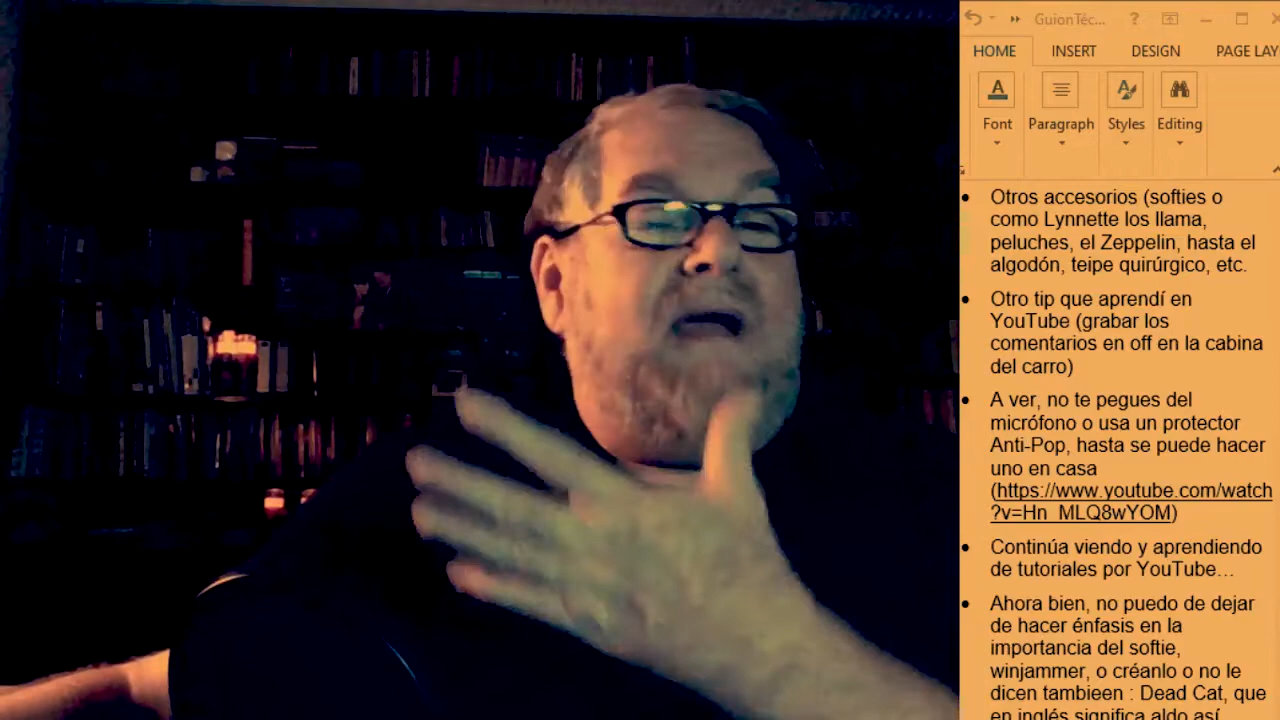 GuionTéc...
HOME INSERT DESIGN PAGE LAY
Font Paragraph Styles Editing
Otros accesorios (softies o
como Lynnette los llama,
peluches, el Zeppelin, hasta el
algodón, teipe quirúrgico, etc.
Otro tip que aprendí en
YouTube (grabar los
comentarios en off en la cabina
del carro)
A ver, no te pegues del
micrófono o usa un protector
Anti-Pop, hasta se puede hacer
uno en casa
(https://www.youtube.com/watch
?v=Hn_MLQ8wYOM)
Continúa viendo y aprendiendo
de tutoriales por YouTube...
Ahora bien, no puedo de dejar
de hacer énfasis en la
importancia del softie,
winjammer, o créanlo o no le
dicen tambieen : Dead Cat, que
en inglés significa aldo así